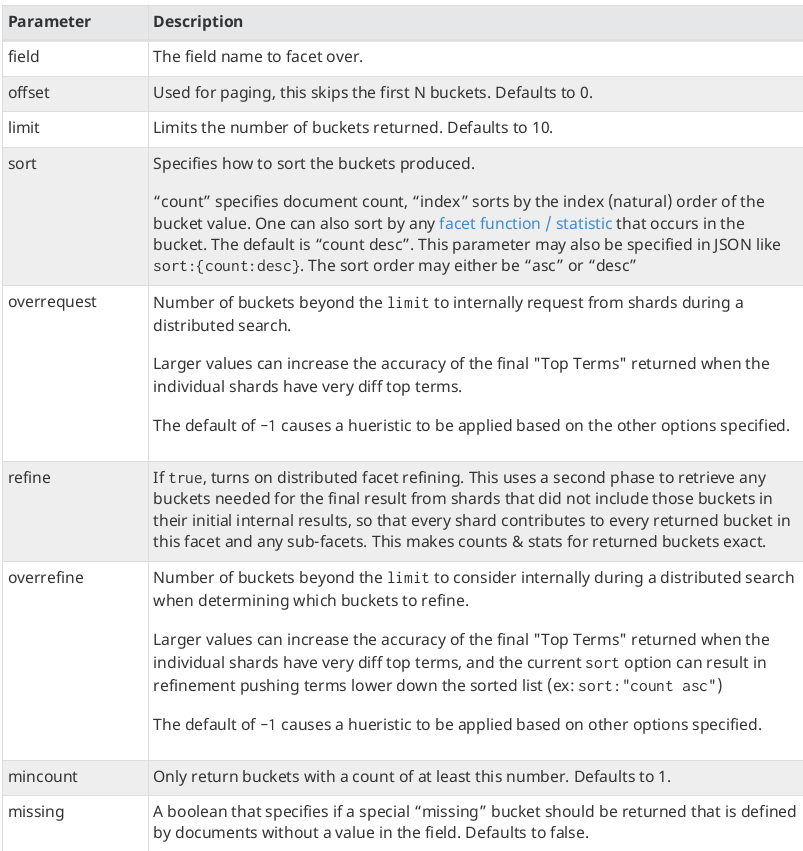 Parameter Description
field The field name to facet over.
offset Used for paging, this skips the first N buckets. Defaults to 0.
limit Limits the number of buckets returned. Defaults to 10.
sort Specifies how to sort the buckets produced.
“count” specifies document count, “index” sorts by the index (natural) order of the
bucket value. One can also sort by any facet function / statistic that occurs in the
bucket. The default is “count desc”. This parameter may also be specified in JSON like
sort:{count:desc}. The sort order may either be “asc” or “desc”
overrequest Number of buckets beyond the limit to internally request from shards during a
distributed search.
Larger values can increase the accuracy of the final "Top Terms" returned when the
individual shards have very diff top terms.
The default of -1 causes a hueristic to be applied based on the other options specified.
refine If true, turns on distributed facet refining. This uses a second phase to retrieve any
buckets needed for the final result from shards that did not include those buckets in
their initial internal results, so that every shard contributes to every returned bucket in
this facet and any sub-facets. This makes counts & stats for returned buckets exact.
overrefine Number of buckets beyond the limit to consider internally during a distributed search
when determining which buckets to refine.
Larger values can increase the accuracy of the final "Top Terms" returned when the
individual shards have very diff top terms, and the current sort option can result in
refinement pushing terms lower down the sorted list (ex: sort:"count asc")
The default of -1 causes a hueristic to be applied based on other options specified.
mincount Only return buckets with a count of at least this number. Defaults to 1.
missing A boolean that specifies if a special “missing” bucket should be returned that is defined
by documents without a value in the field. Defaults to false.